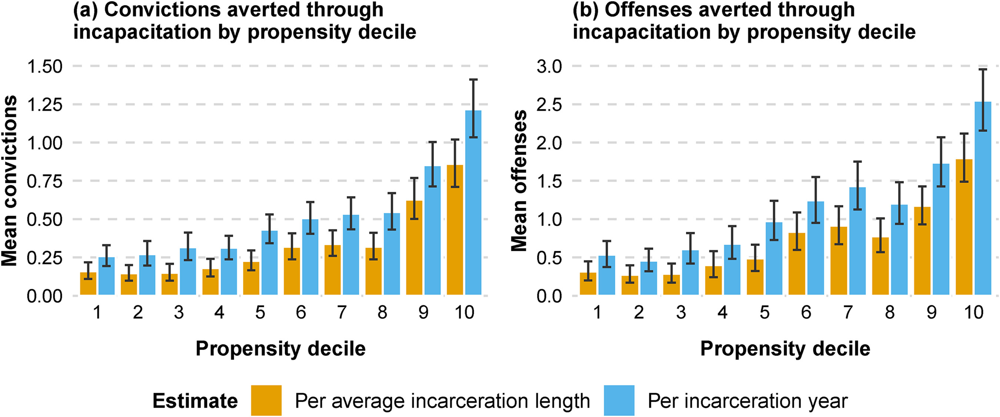 (a) Convictions averted through
incapacitation by propensity decile
Mean convictions
1.50
1.25
1.00
0.75
0.50
0.25
0.00
1 2 3 4 5 6 7 8 9 10
Propensity decile
(b) Offenses averted through
incapacitation by propensity decile
Mean offenses
3.0
2.5
2.0
1.5
1.0
0.5
0.0
1 2 3 4 5 6 7 8 9 10
Propensity decile
Estimate Per average incarceration length Per incarceration year